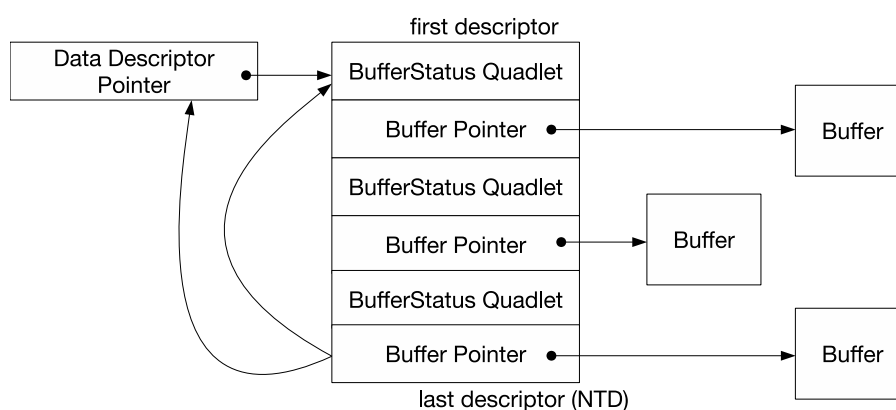 first descriptor
Data Descriptor
Pointer
BufferStatus Quadlet
Buffer Pointer
Buffer
BufferStatus Quadlet
Buffer Pointer
Buffer
BufferStatus Quadlet
Buffer Pointer
Buffer
last descriptor (NTD)